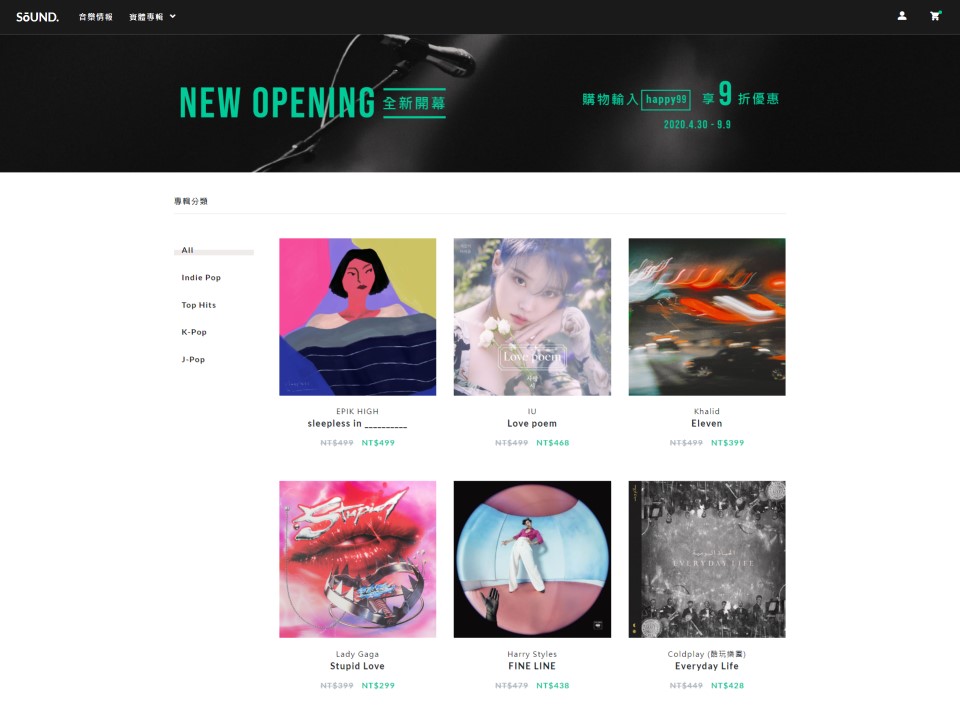 SōUND.
音樂情報
實體專輯
NEW OPENING 全新開幕
購物輸入 happy99 享 9 折優惠
2020.4.30 - 9.9
專輯分類
All
Indie Pop
Top Hits
K-Pop
J-Pop
Love poem
사랑
시
EPIK HIGH
sleepless in __________
NT$499 NT$499
IU
Love poem
NT$499 NT$468
Khalid
Eleven
NT$499 NT$399
Stupid
EVERYDAY LIFE
Lady Gaga
Stupid Love
NT$399 NT$299
Harry Styles
FINE LINE
NT$479 NT$438
Coldplay (酷玩樂團)
Everyday Life
NT$449 NT$428